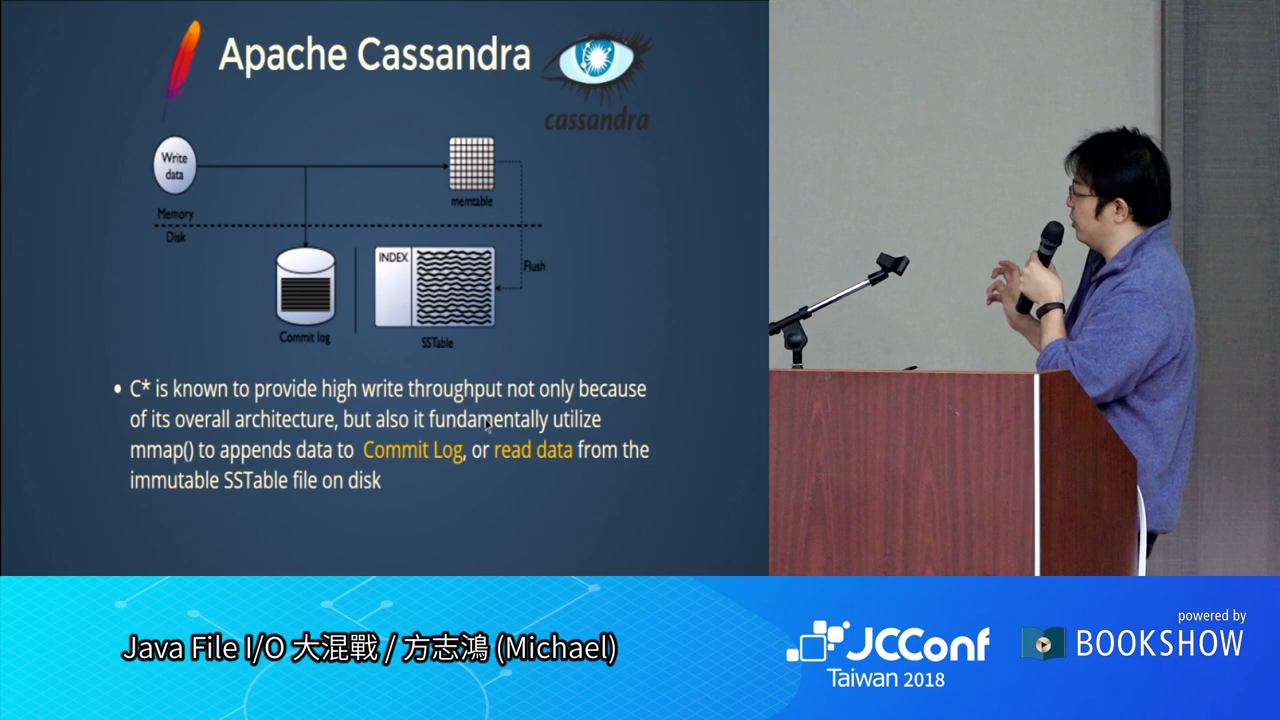 Apache Cassandra
cassandra
Write
data
memtable
Memory
Disk
INDEX
Flush
Commit log
SSTable
• C* is known to provide high write throughput not only because
of its overall architecture, but also it fundamentally utilize
mmap() to appends data to Commit Log, or read data from the
immutable SSTable file on disk
Java File I/O 大混戰 / 方志鴻 (Michael)
JCConf
Taiwan 2018
powered by
BOOKSHOW